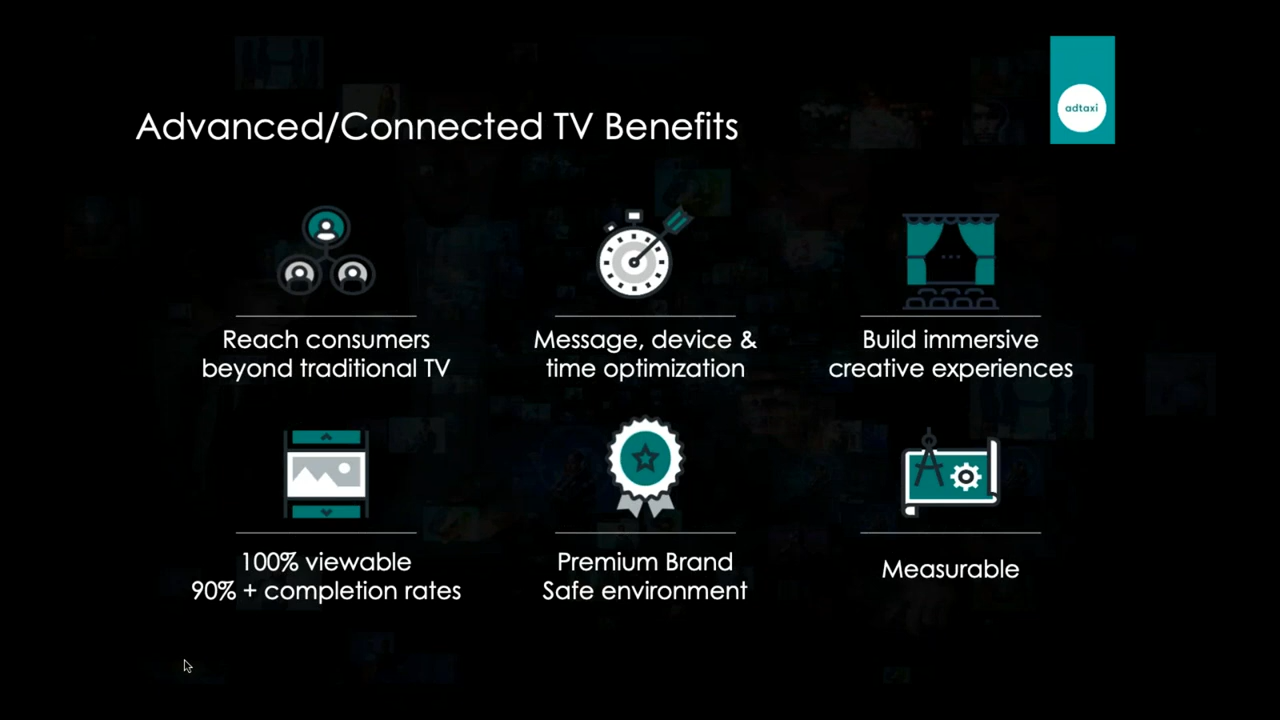 adtaxi
Advanced/Connected TV Benefits
Reach consumers
beyond traditional TV
Message, device &
time optimization
Build immersive
creative experiences
100% viewable
90% + completion rates
Premium Brand
Safe environment
Measurable